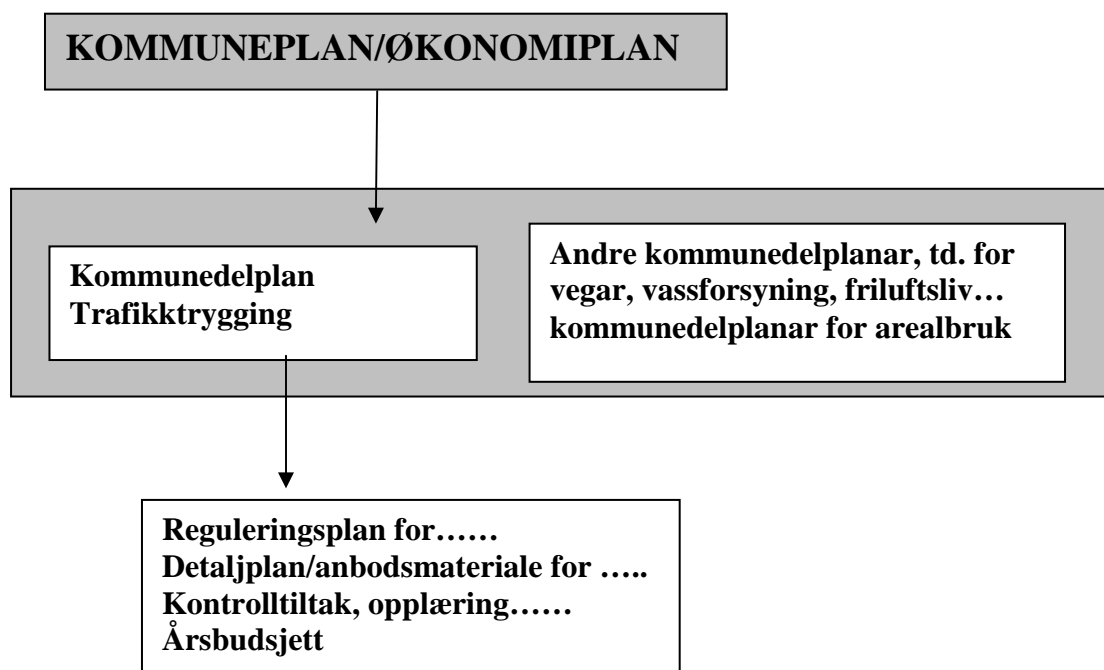 KOMMUNEPLAN/ØKONOMIPLAN
Kommunedelplan
Trafikktrygging
Andre kommunedelplanar, td. for
vegar, vassforsyning, friluftsliv…
kommunedelplanar for arealbruk
Reguleringsplan for……
Detaljplan/anbodsmateriale for …..
Kontrolltiltak, opplæring……
Årsbudsjett